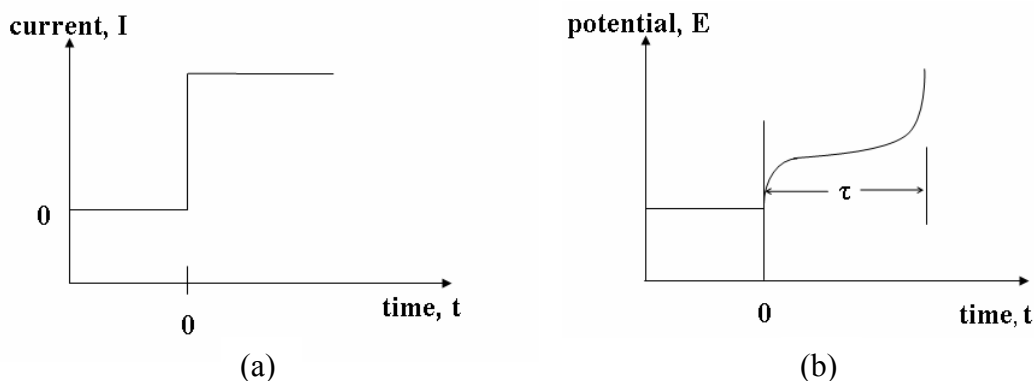 current, I
0
0
time, t
(a)
potential, E
τ
0
time, t
(b)